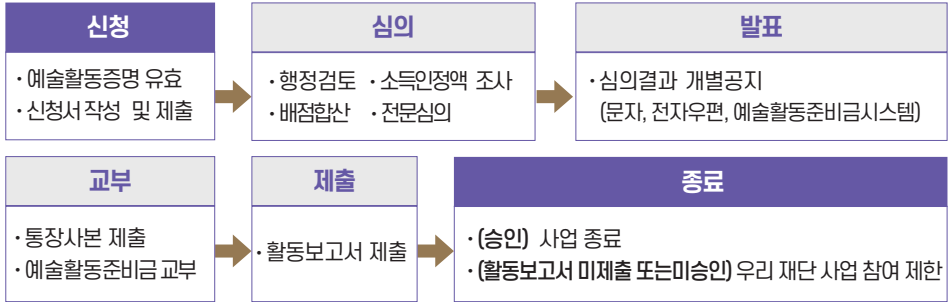 신청
· 예술활동증명 유효
· 신청서 작성 및 제출
심의
· 행정검토 · 소득인정액 조사
· 배점합산 · 전문심의
발표
· 심의결과 개별공지
(문자, 전자우편, 예술활동준비금시스템)
교부
· 통장사본 제출
· 예술활동준비금 교부
제출
· 활동보고서 제출
종료
· (승인) 사업 종료
· (활동보고서 미제출 또는미승인) 우리 재단 사업 참여 제한